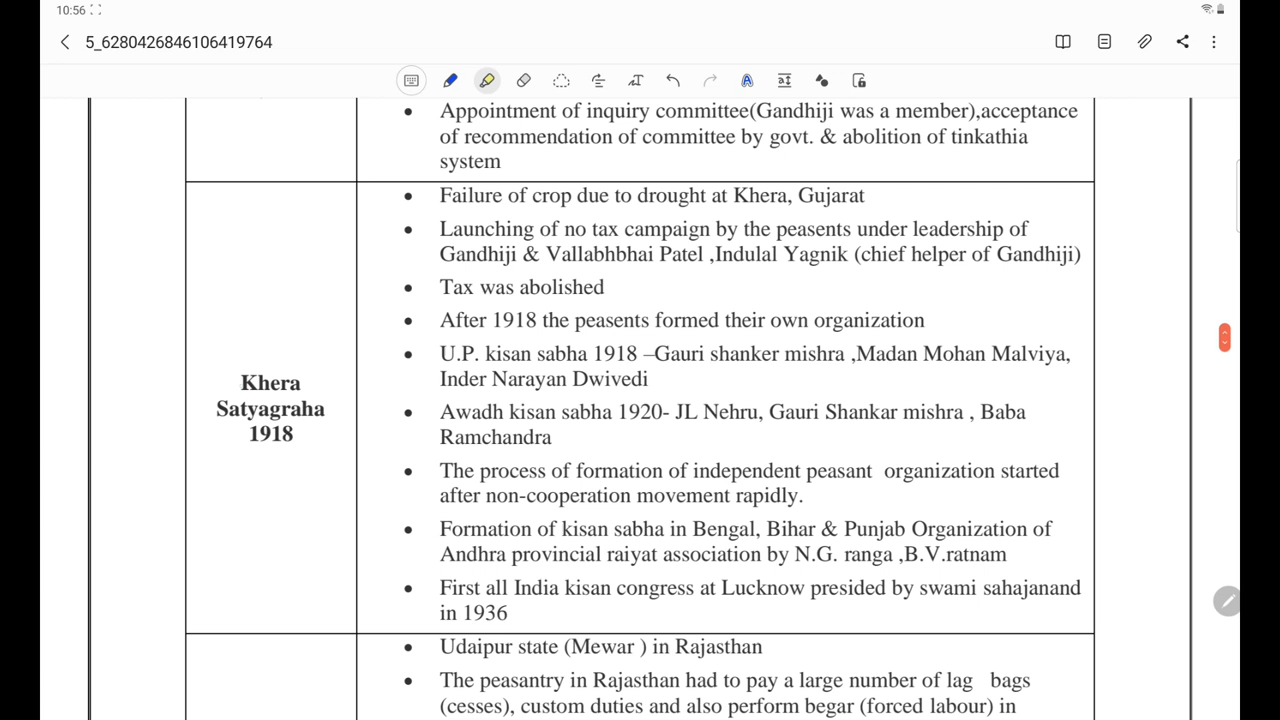 10:56
5_6280426846106419764
Appointment of inquiry committee(Gandhiji was a member),acceptance
of recommendation of committee by govt. & abolition of tinkathia
system
Khera
Satyagraha
1918
• Failure of crop due to drought at Khera, Gujarat
• Launching of no tax campaign by the peasents under leadership of
Gandhiji & Vallabhbhai Patel ,Indulal Yagnik (chief helper of Gandhiji)
• Tax was abolished
• After 1918 the peasents formed their own organization
• U.P. kisan sabha 1918 –Gauri shanker mishra ,Madan Mohan Malviya,
Inder Narayan Dwivedi
• Awadh kisan sabha 1920- JL Nehru, Gauri Shankar mishra , Baba
Ramchandra
• The process of formation of independent peasant organization started
after non-cooperation movement rapidly.
• Formation of kisan sabha in Bengal, Bihar & Punjab Organization of
Andhra provincial raiyat association by N.G. ranga ,B.V.ratnam
• First all India kisan congress at Lucknow presided by swami sahajanand
in 1936
• Udaipur state (Mewar ) in Rajasthan
• The peasantry in Rajasthan had to pay a large number of lag bags
(cesses), custom duties and also perform begar (forced labour) in